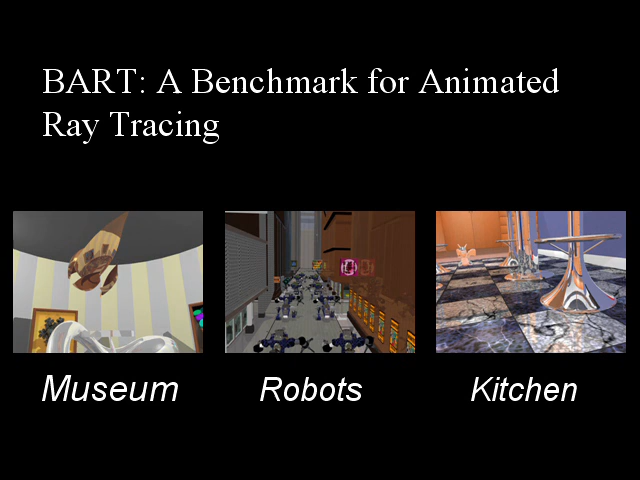 BART: A Benchmark for Animated
Ray Tracing
Museum
Robots
Kitchen